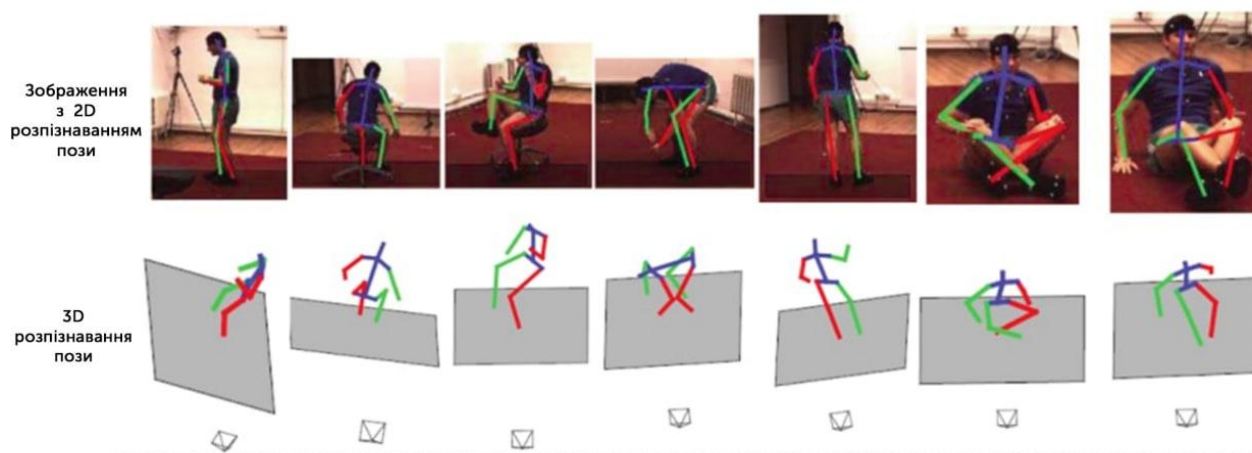 Зображення
з 2D
розпізнаванням
пози
3D
розпізнавання
пози